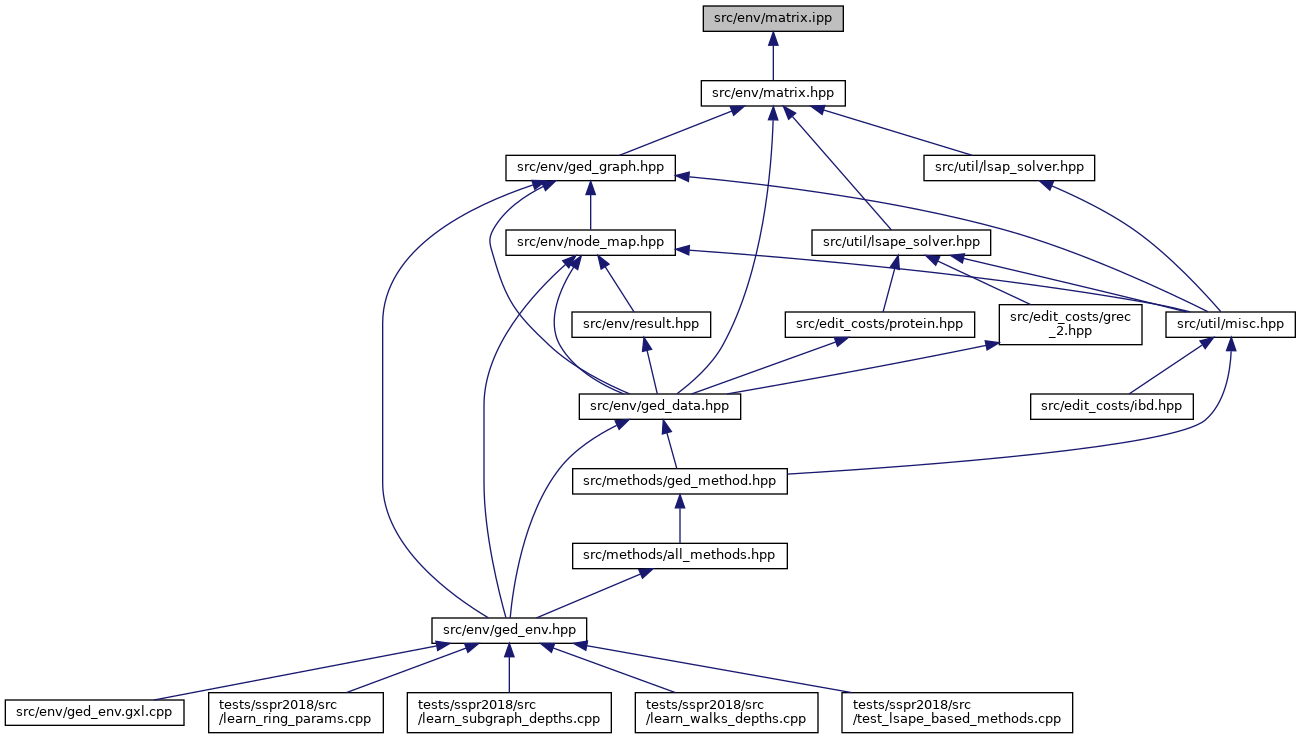 src/env/matrix.ipp
src/env/matrix.hpp
src/env/ged_graph.hpp
src/util/lsap_solver.hpp
src/env/node_map.hpp
src/util/lsape_solver.hpp
src/env/result.hpp
src/edit_costs/protein.hpp
src/edit_costs/grec
_2.hpp
src/util/misc.hpp
src/env/ged_data.hpp
src/edit_costs/ibd.hpp
src/methods/ged_method.hpp
src/methods/all_methods.hpp
src/env/ged_env.hpp
src/env/ged_env.gxl.cpp
tests/sspr2018/src
/learn_ring_params.cpp
tests/sspr2018/src
/learn_subgraph_depths.cpp
tests/sspr2018/src
/learn_walks_depths.cpp
tests/sspr2018/src
/test_lsape_based_methods.cpp